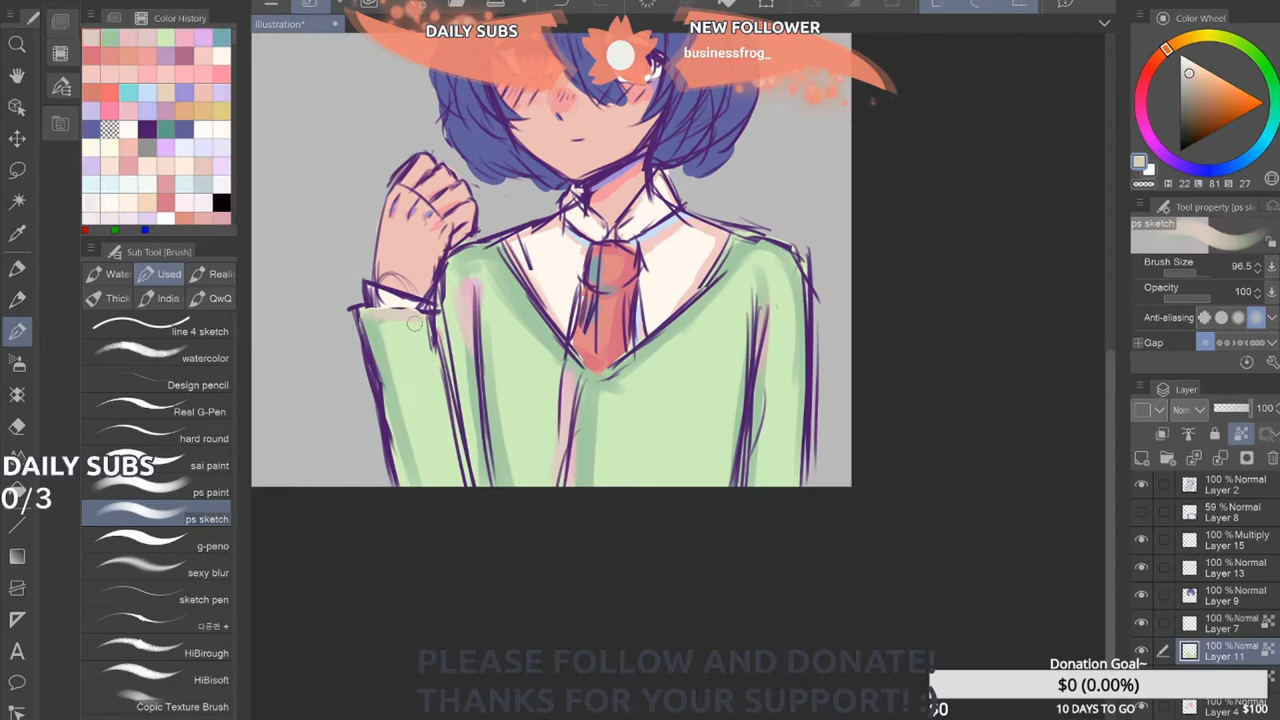 Color History
Illustration*
DAILY SUBS
NEW FOLLOWER
businessfrog_
Color Wheel
H 22 L 81 S 27
Sub Tool [Brush]
Water
Used
Reali
Thick
India
QwQ
line 4 sketch
watercolor
Design pencil
Real G-Pen
hard round
sai paint
ps paint
ps sketch
g-peno
sexy blur
sketch pen
다른펜 +
HiBirough
HiBisoft
Copic Texture Brush
DAILY SUBS
0/3
Tool property [ps sk
ps sketch
Brush Size 96.5
Opacity 100
Anti-aliasing
Gap
Layer
Norm
100
100 % Normal
Layer 2
59 % Normal
Layer 8
100 % Multiply
Layer 15
100 % Normal
Layer 13
100 % Normal
Layer 9
100 % Normal
Layer 7
100 % Normal
Layer 11
Layer 4
PLEASE FOLLOW AND DONATE!
THANKS FOR YOUR SUPPORT! :)
Donation Goal~
$0 (0.00%)
$0
10 DAYS TO GO
$100